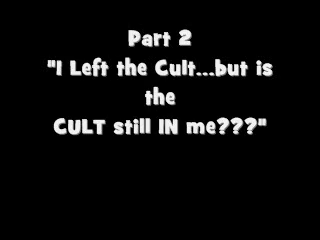 Part 2
"I Left the Cult...but is
the
CULT still IN me???"